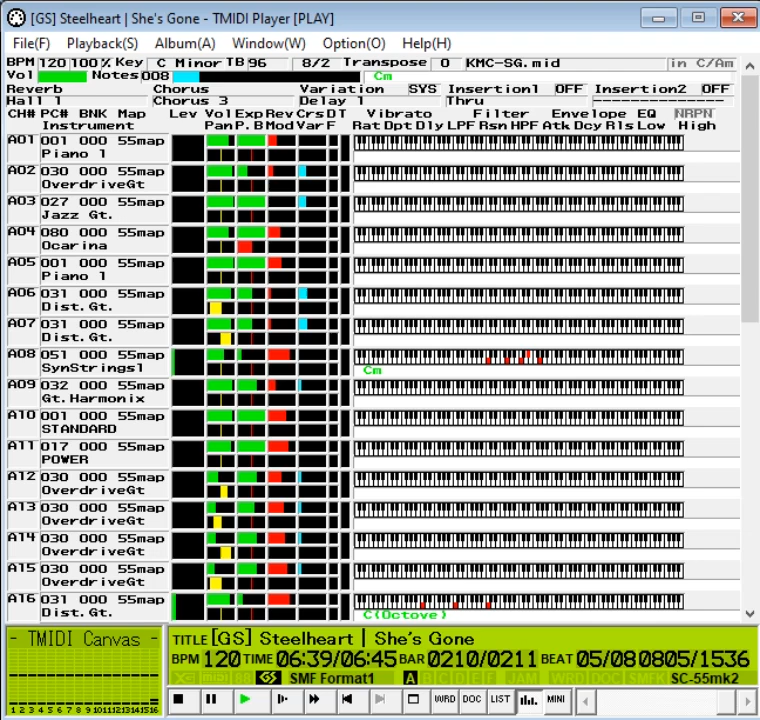 [GS] Steelheart | She's Gone - TMIDI Player [PLAY]
File(F) Playback(S) Album(A) Window(W) Option(O) Help(H)
BPM 120 100 % Key C Minor TB 96 8/2 Transpose 0 KMC-SG.mid in C/Am
Vol Notes 008 Cm
Reverb Chorus Variation SYS Insertion1 OFF Insertion2 OFF
Hall 1 Chorus 3 Delay 1 Thru
CH# PC# BNK Map Lev Vol Exp Rev Crs DT Vibrato Filter Envelope EQ NRPN
Instrument Pan P.B Mod Var F Rat Dpt Dly LPF Rsn HPF Atk Dcy Rls Low High
A01 001 000 55map
Piano 1
A02 030 000 55map
OverdriveGt
A03 027 000 55map
Jazz Gt.
A04 080 000 55map
Ocarina
A05 001 000 55map
Piano 1
A06 031 000 55map
Dist.Gt.
A07 031 000 55map
Dist.Gt.
A08 051 000 55map
SynStrings1 Cm
A09 032 000 55map
Gt.Harmonix
A10 001 000 55map
STANDARD
A11 017 000 55map
POWER
A12 030 000 55map
OverdriveGt
A13 030 000 55map
OverdriveGt
A14 030 000 55map
OverdriveGt
A15 030 000 55map
OverdriveGt
A16 031 000 55map
Dist.Gt. C(Octove)
- TMIDI Canvas -
1 2 3 4 5 6 7 8 9 10 11 12 13 14 15 16
TITLE [GS] Steelheart | She's Gone
BPM 120 TIME 06:39/06:45 BAR 0210/0211 BEAT 05/08 0805/1536
XG MIDI 88 GS SMF Format1 A B C D E F JAM WRD DOC SMFK SC-55mk2
WRD DOC LIST MINI